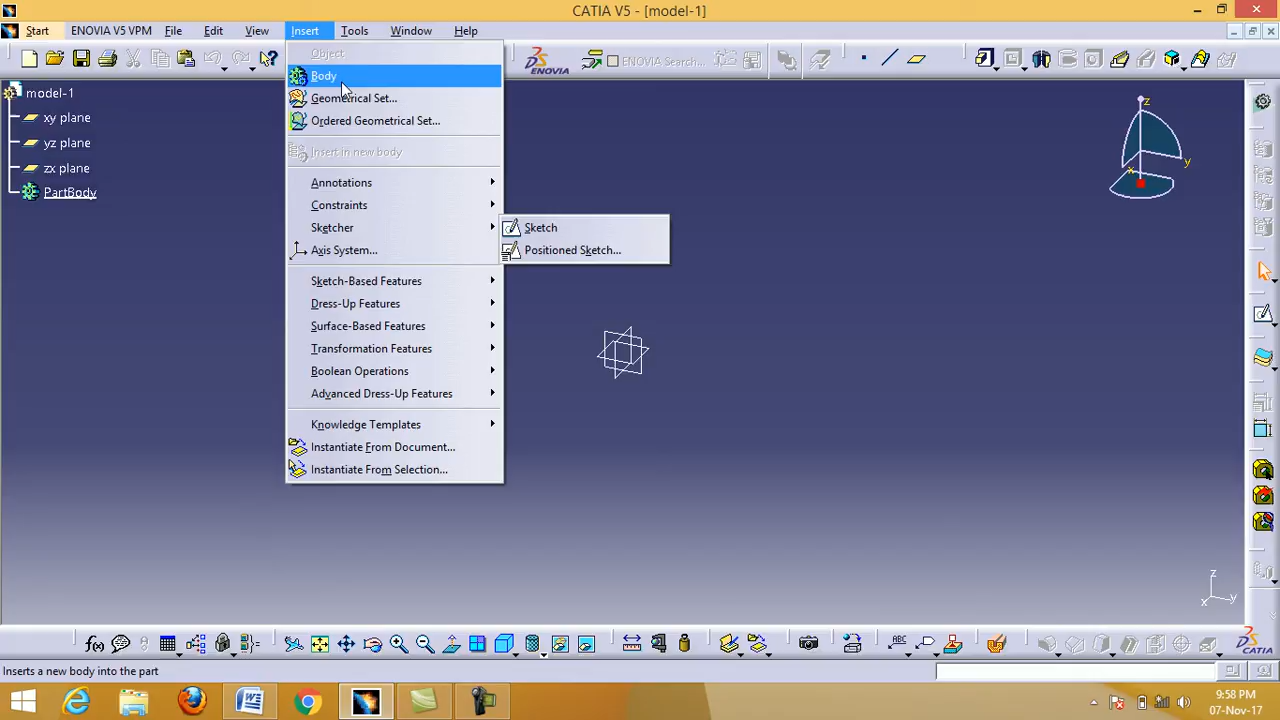 CATIA V5 - [model-1]
Start ENOVIA V5 VPM File Edit View Insert Tools Window Help
ENOVIA
ENOVIA Search...
Object
Body
Geometrical Set...
Ordered Geometrical Set...
Insert in new body
Annotations
Constraints
Sketcher
Axis System...
Sketch-Based Features
Dress-Up Features
Surface-Based Features
Transformation Features
Boolean Operations
Advanced Dress-Up Features
Knowledge Templates
Instantiate From Document...
Instantiate From Selection...
Sketch
Positioned Sketch...
model-1
xy plane
yz plane
zx plane
PartBody
z
y
x
z
y
x
f(x)
ABC
CATIA
Inserts a new body into the part
9:58 PM
07-Nov-17